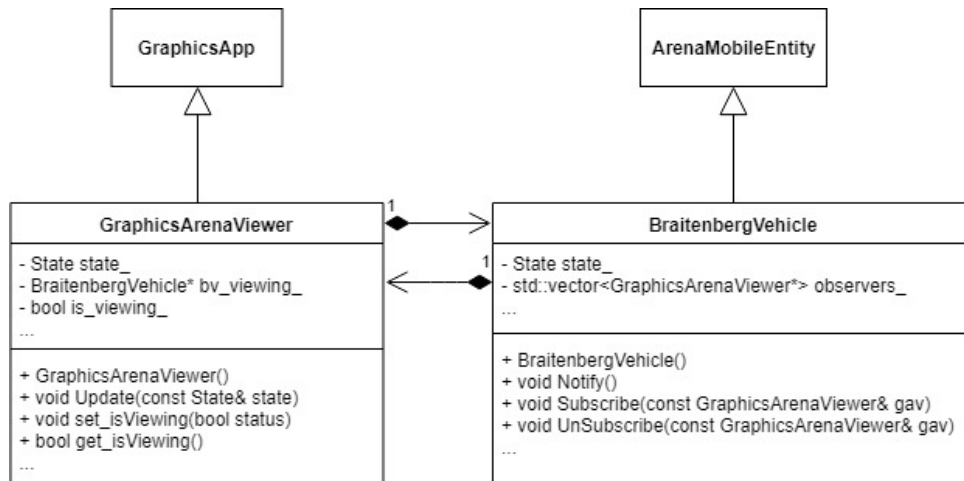 GraphicsApp
ArenaMobileEntity
GraphicsArenaViewer
- State state_
- BraitenbergVehicle* bv_viewing_
- bool is_viewing_
...
+ GraphicsArenaViewer()
+ void Update(const State& state)
+ void set_isViewing(bool status)
+ bool get_isViewing()
...
1
1
BraitenbergVehicle
- State state_
- std::vector<GraphicsArenaViewer*> observers_
...
+ BraitenbergVehicle()
+ void Notify()
+ void Subscribe(const GraphicsArenaViewer& gav)
+ void UnSubscribe(const GraphicsArenaViewer& gav)
...